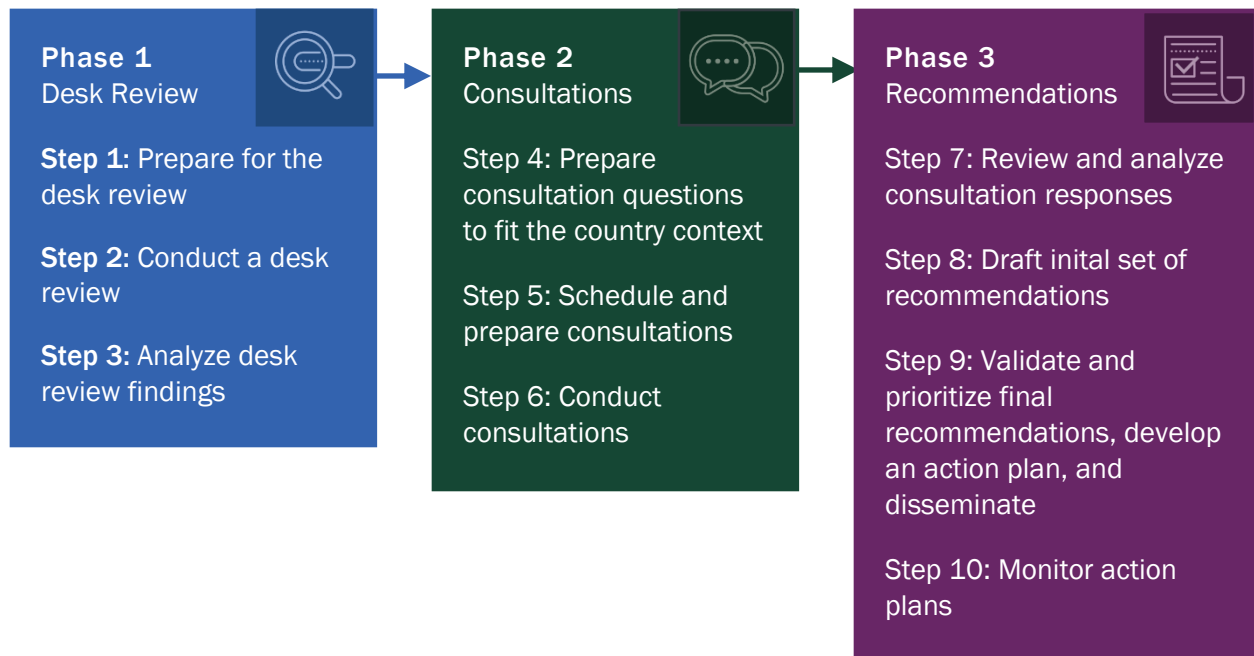 Phase 1
Desk Review
Step 1: Prepare for the
desk review
Step 2: Conduct a desk
review
Step 3: Analyze desk
review findings
Phase 2
Consultations
Step 4: Prepare
consultation questions
to fit the country context
Step 5: Schedule and
prepare consultations
Step 6: Conduct
consultations
Phase 3
Recommendations
Step 7: Review and analyze
consultation responses
Step 8: Draft inital set of
recommendations
Step 9: Validate and
prioritize final
recommendations, develop
an action plan, and
disseminate
Step 10: Monitor action
plans